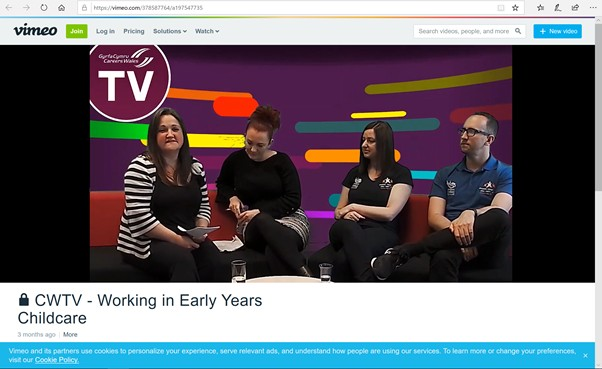 https://vimeo.com/378587764/a197547735
vimeo Join Log in Pricing Solutions Watch Search videos, people, and more + New video
GyrfaCymru
CareersWales
TV
CWTV - Working in Early Years
Childcare
3 months ago More
Vimeo and its partners use cookies to personalize your experience, serve relevant ads, and understand how people are using our services. To learn more or change your preferences,
visit our Cookie Policy.